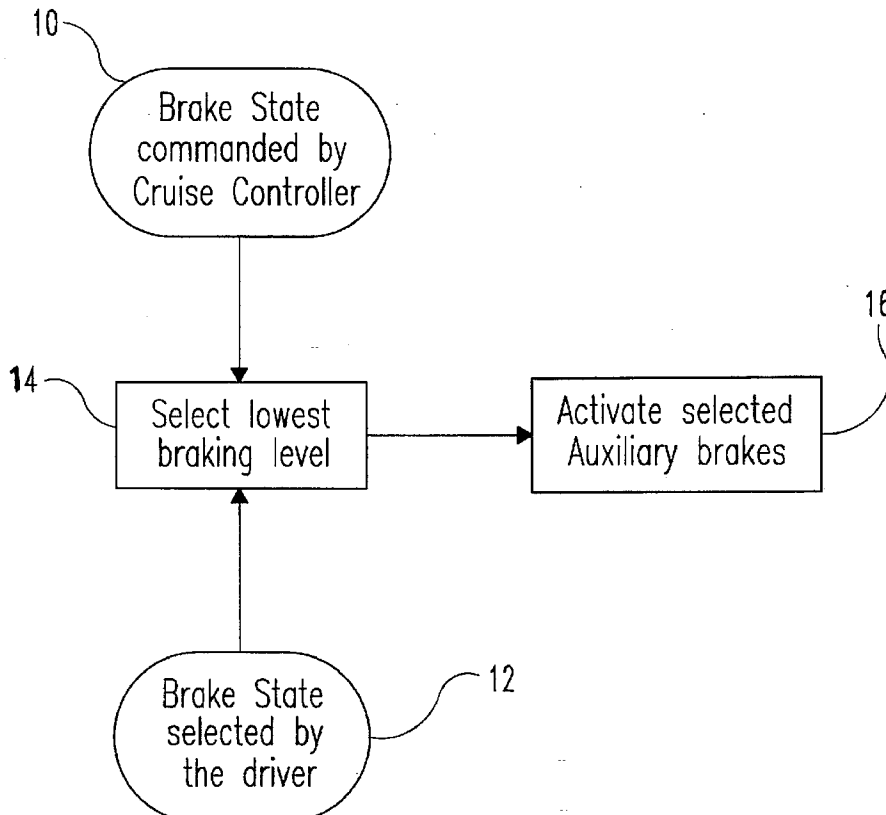 10
Brake State
commanded by
Cruise Controller
16
14
Select lowest
braking level
Activate selected
Auxiliary brakes
12
Brake State
selected by
the driver